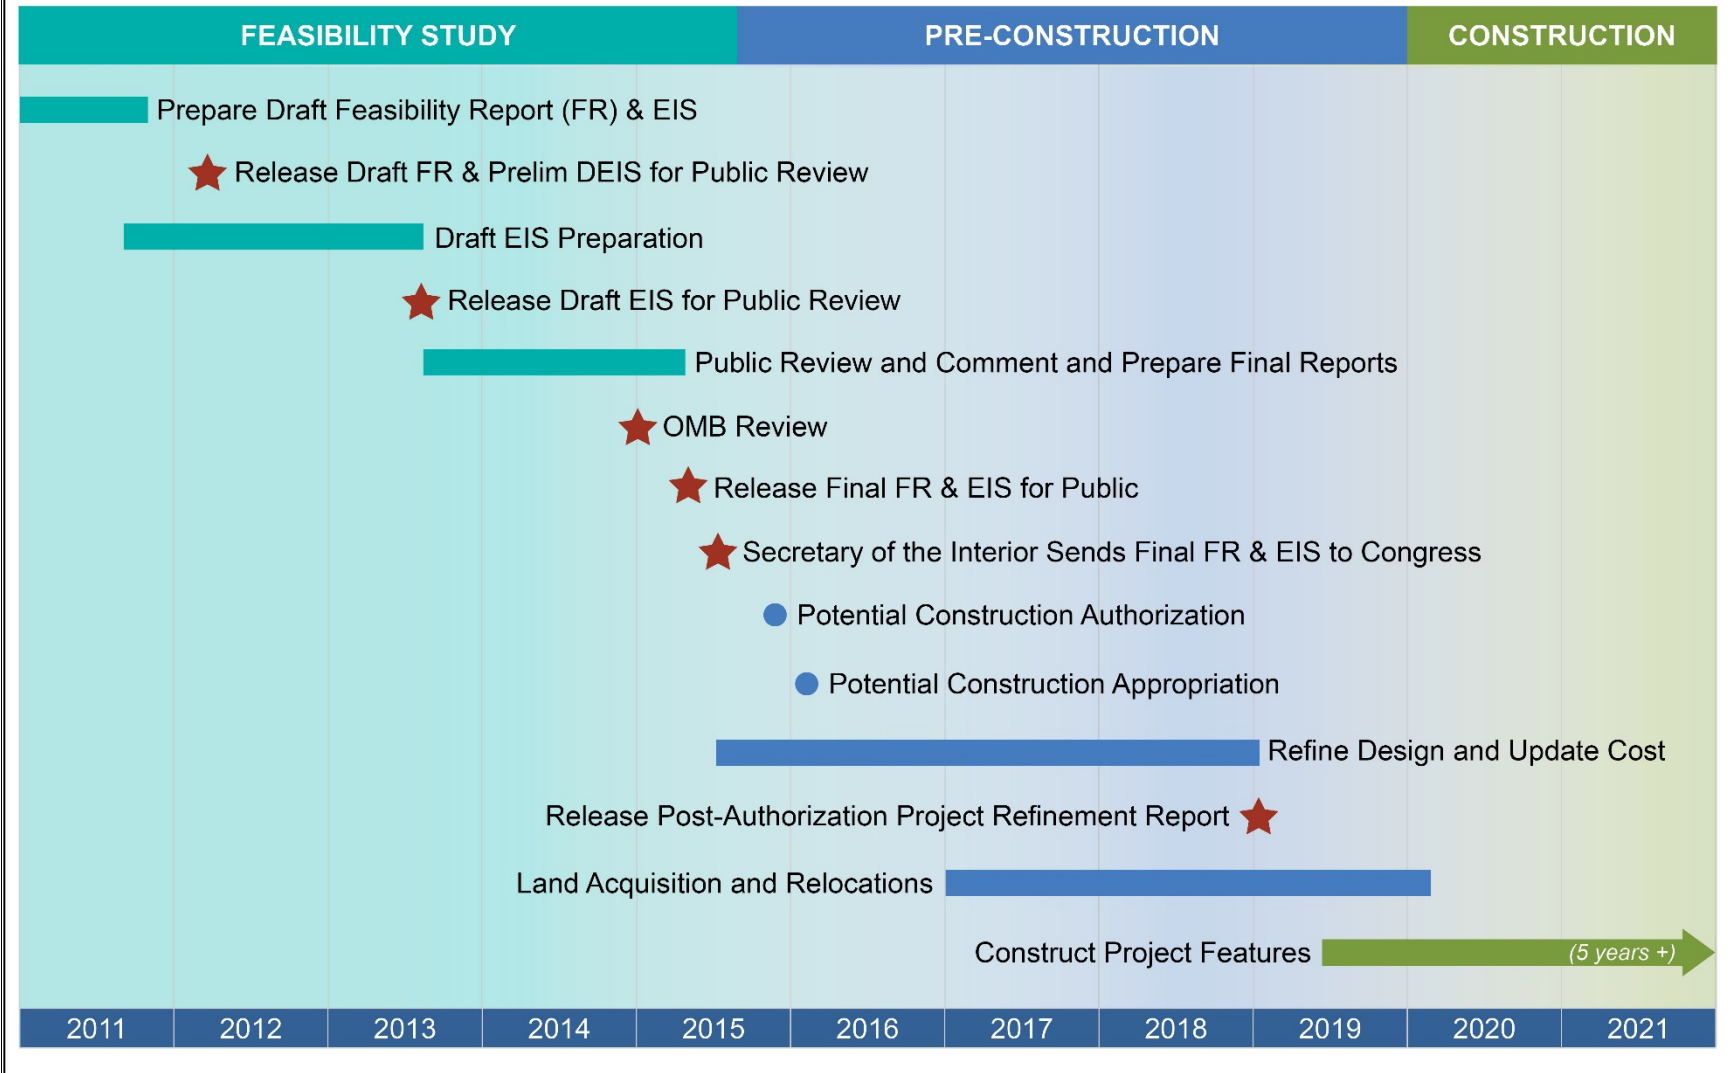 FEASIBILITY STUDY
PRE-CONSTRUCTION
CONSTRUCTION
Prepare Draft Feasibility Report (FR) & EIS
Release Draft FR & Prelim DEIS for Public Review
Draft EIS Preparation
Release Draft EIS for Public Review
Public Review and Comment and Prepare Final Reports
OMB Review
Release Final FR & EIS for Public
Secretary of the Interior Sends Final FR & EIS to Congress
Potential Construction Authorization
Potential Construction Appropriation
Refine Design and Update Cost
Release Post-Authorization Project Refinement Report
Land Acquisition and Relocations
Construct Project Features
(5 years +)
2011
2012
2013
2014
2015
2016
2017
2018
2019
2020
2021